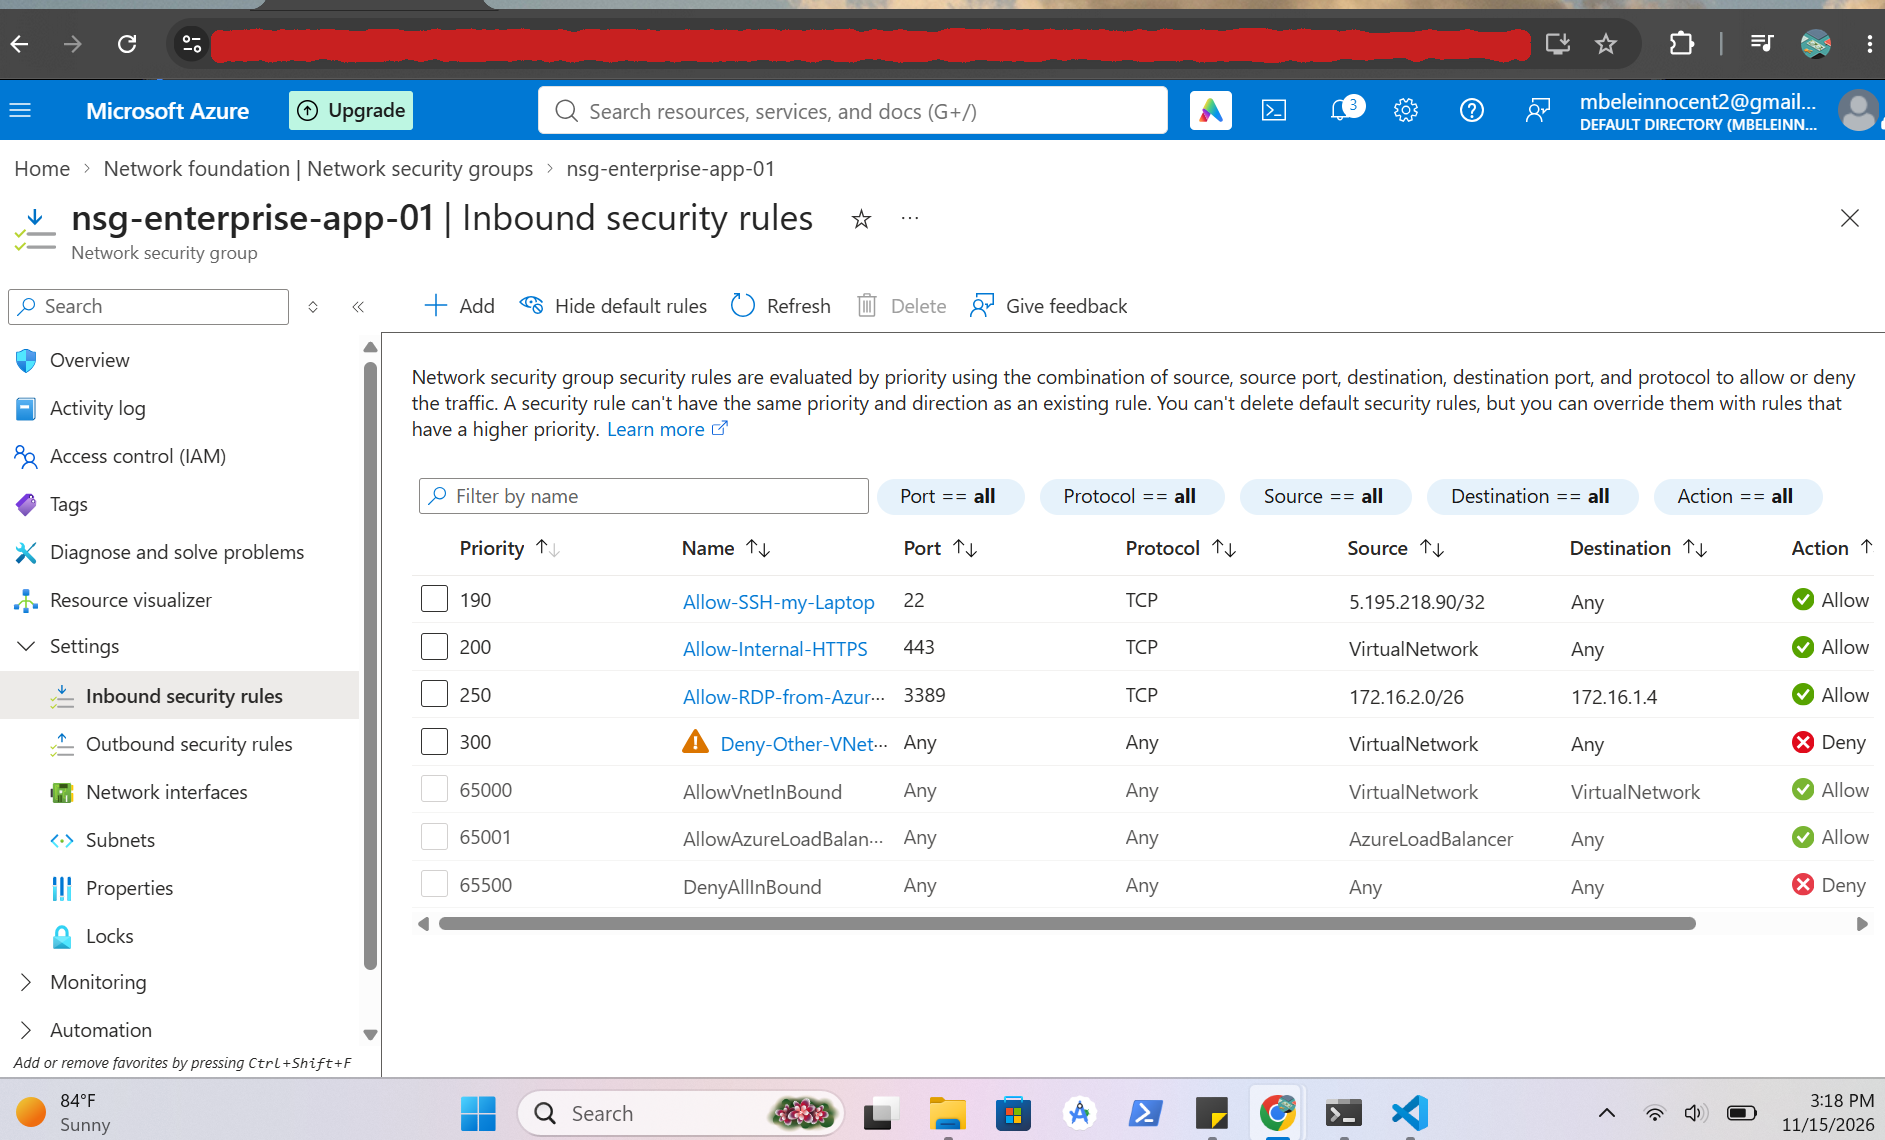 Microsoft Azure
Upgrade
Search resources, services, and docs (G+/)
3
mbeleinnocent2@gmail...
DEFAULT DIRECTORY (MBELEINN...
Home > Network foundation | Network security groups > nsg-enterprise-app-01
nsg-enterprise-app-01 | Inbound security rules
Network security group
Search
Add
Hide default rules
Refresh
Delete
Give feedback
Overview
Activity log
Access control (IAM)
Tags
Diagnose and solve problems
Resource visualizer
Settings
Inbound security rules
Outbound security rules
Network interfaces
Subnets
Properties
Locks
Monitoring
Automation
Add or remove favorites by pressing Ctrl+Shift+F
Network security group security rules are evaluated by priority using the combination of source, source port, destination, destination port, and protocol to allow or deny
the traffic. A security rule can't have the same priority and direction as an existing rule. You can't delete default security rules, but you can override them with rules that
have a higher priority. Learn more
Filter by name
Port == all
Protocol == all
Source == all
Destination == all
Action == all
Priority Name Port Protocol Source Destination Action
190 Allow-SSH-my-Laptop 22 TCP 5.195.218.90/32 Any Allow
200 Allow-Internal-HTTPS 443 TCP VirtualNetwork Any Allow
250 Allow-RDP-from-Azur... 3389 TCP 172.16.2.0/26 172.16.1.4 Allow
300 Deny-Other-VNet... Any Any VirtualNetwork Any Deny
65000 AllowVnetInBound Any Any VirtualNetwork VirtualNetwork Allow
65001 AllowAzureLoadBalan... Any Any AzureLoadBalancer Any Allow
65500 DenyAllInBound Any Any Any Any Deny
84°F
Sunny
Search
3:18 PM
11/15/2026